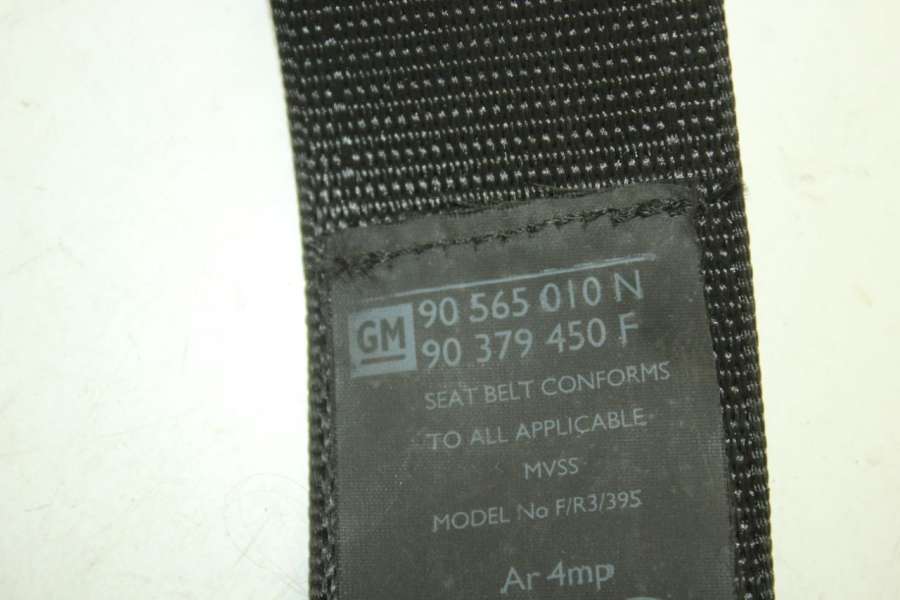 GM 90 565 010 N
90 379 450 F
SEAT BELT CONFORMS
TO ALL APPLICABLE
MVSS
MODEL No F/R3/395
Ar 4mp